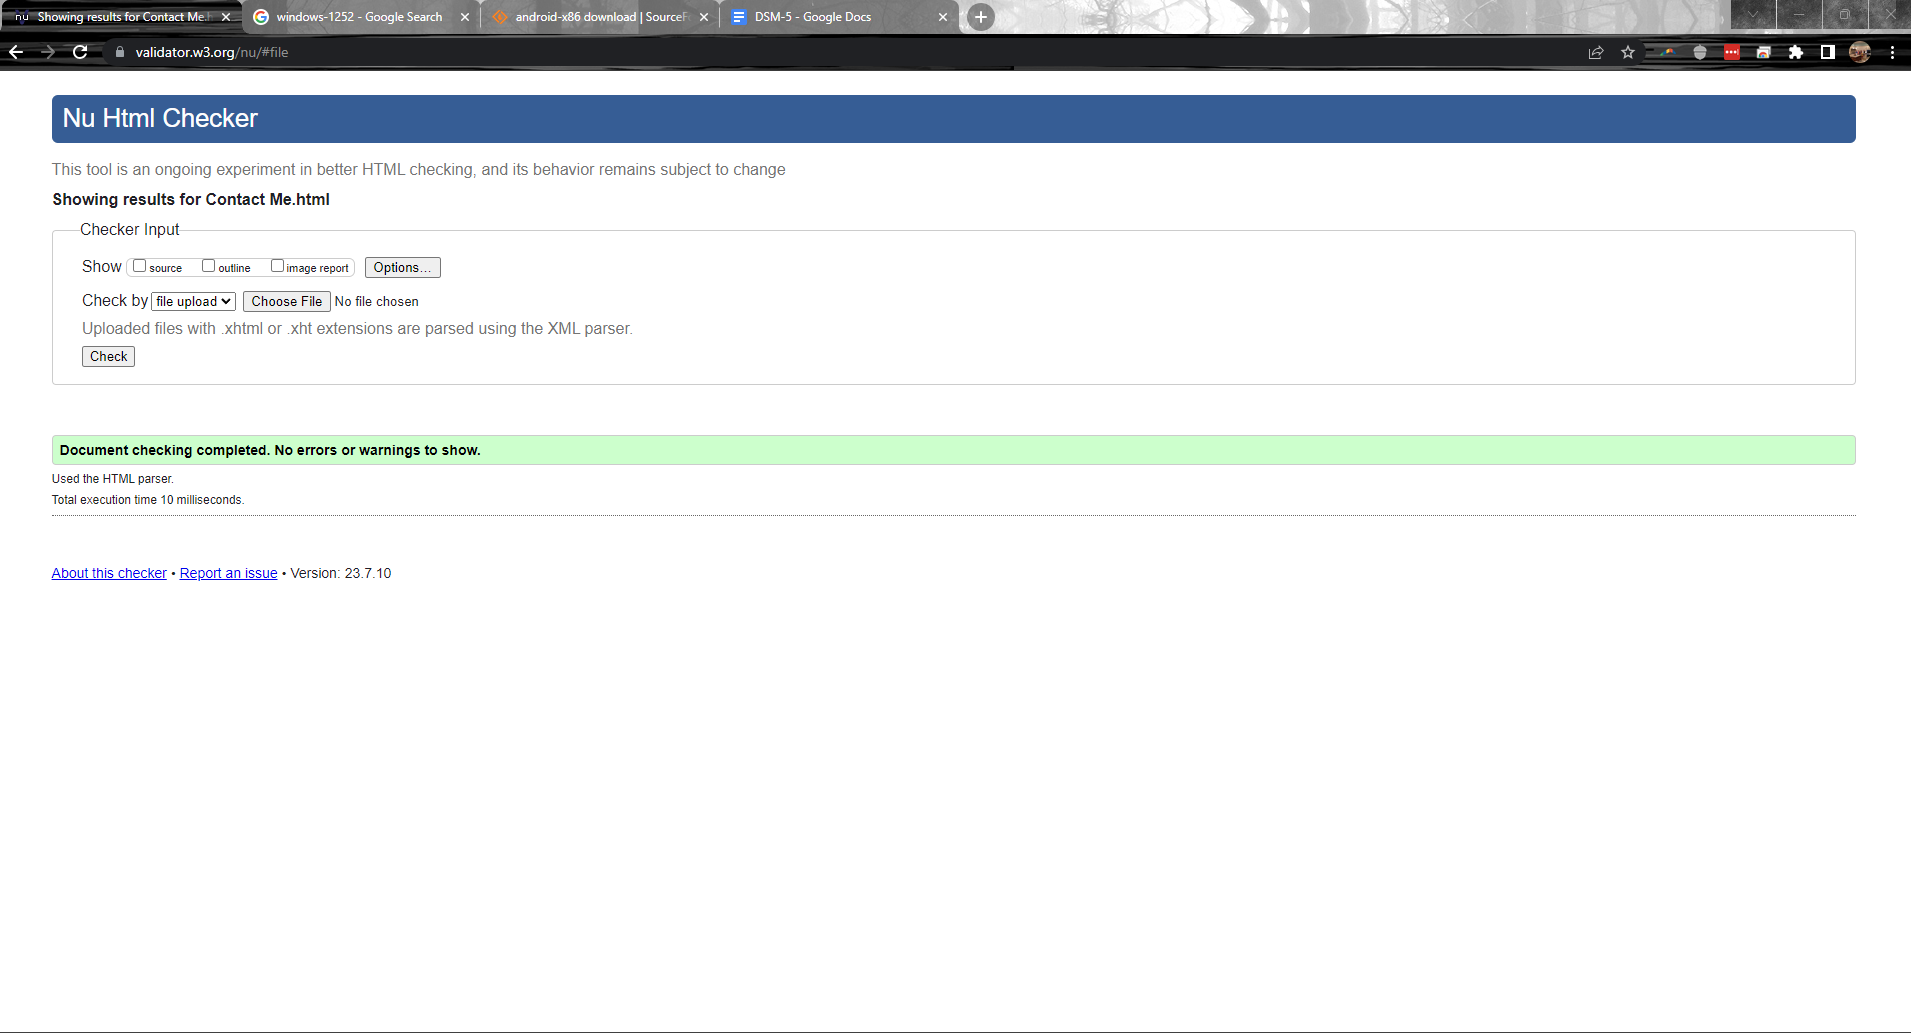 nu Showing results for Contact Me.h
windows-1252 - Google Search
android-x86 download | SourceF
DSM-5 - Google Docs
validator.w3.org/nu/#file
Nu Html Checker
This tool is an ongoing experiment in better HTML checking, and its behavior remains subject to change
Showing results for Contact Me.html
Checker Input
Show source outline image report Options...
Check by file upload Choose File No file chosen
Uploaded files with .xhtml or .xht extensions are parsed using the XML parser.
Check
Document checking completed. No errors or warnings to show.
Used the HTML parser.
Total execution time 10 milliseconds.
About this checker • Report an issue • Version: 23.7.10